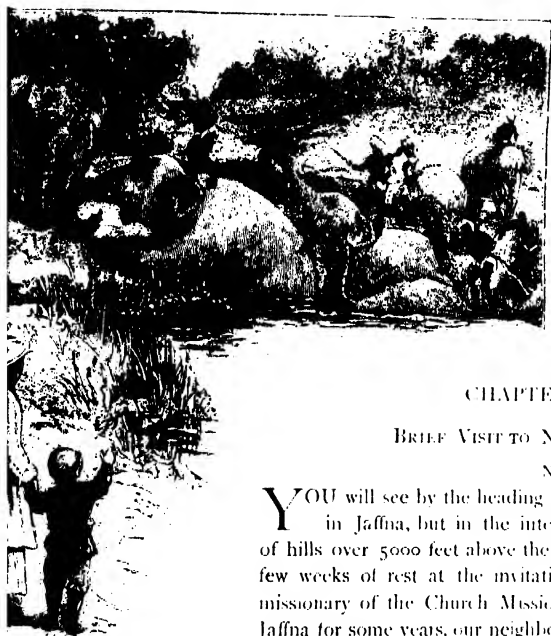 CHAPTE
BRIEF VISIT TO N
N
YOU will see by the heading
in Jaffna, but in the inte
of hills over 5000 feet above the
few weeks of rest at the invitati
missionary of the Church Missio
Jaffna for some years, our neighbo